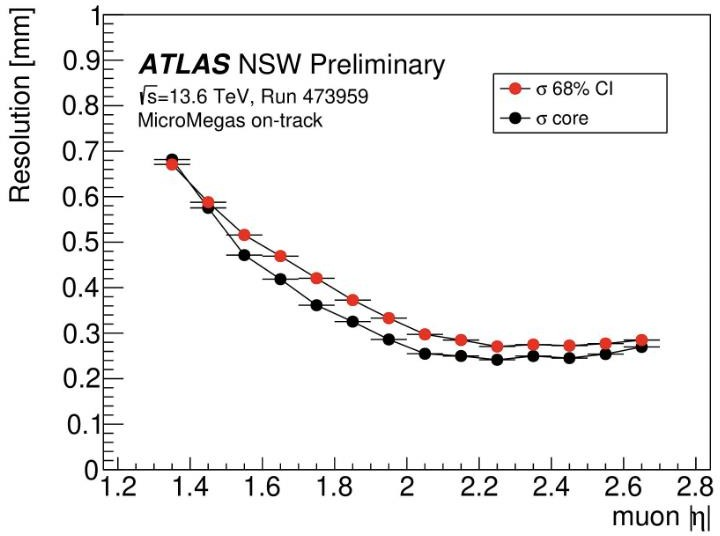 Resolution [mm]
1
0.9
0.8
0.7
0.6
0.5
0.4
0.3
0.2
0.1
0
ATLAS NSW Preliminary
√s=13.6 TeV, Run 473959
MicroMegas on-track
σ 68% CI
σ core
1.2 1.4 1.6 1.8 2 2.2 2.4 2.6 2.8
muon |η|